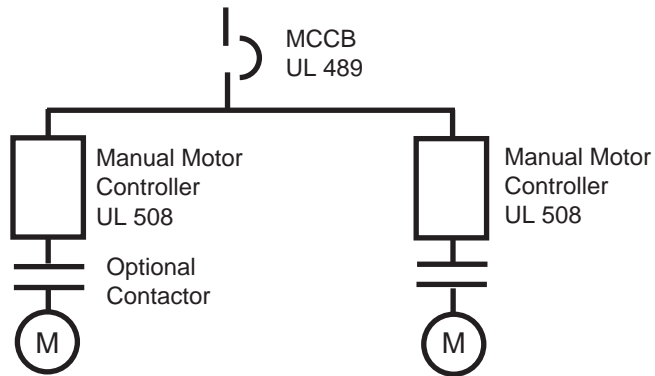 MCCB
UL 489
Manual Motor
Controller
UL 508
Manual Motor
Controller
UL 508
Optional
Contactor
M
M